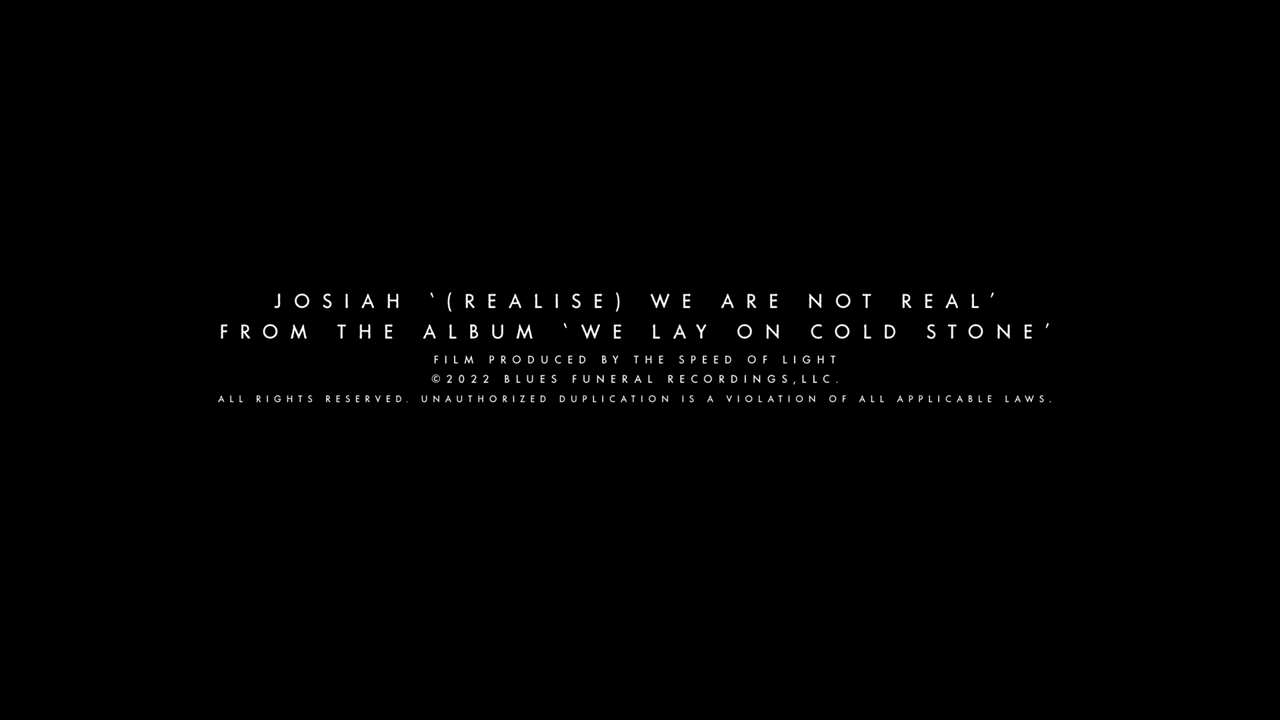 JOSIAH ‘(REALISE) WE ARE NOT REAL’
FROM THE ALBUM ‘WE LAY ON COLD STONE’
FILM PRODUCED BY THE SPEED OF LIGHT
©2022 BLUES FUNERAL RECORDINGS,LLC.
ALL RIGHTS RESERVED. UNAUTHORIZED DUPLICATION IS A VIOLATION OF ALL APPLICABLE LAWS.